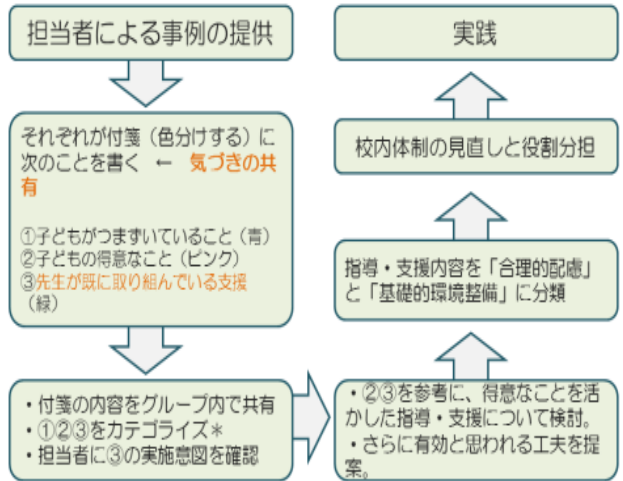 担当者による事例の提供
それぞれが付箋（色分けする）に
次のことを書く ← 気づきの共
有
①子どもがつまずいていること（青）
②子どもの得意なこと（ピンク）
③先生が既に取り組んでいる支援
（緑）
・付箋の内容をグループ内で共有
・①②③をカテゴライズ＊
・担当者に③の実施意図を確認
・②③を参考に、得意なことを活
かした指導・支援について検討。
・さらに有効と思われる工夫を提
案。
指導・支援内容を「合理的配慮」
と「基礎的環境整備」に分類
校内体制の見直しと役割分担
実践